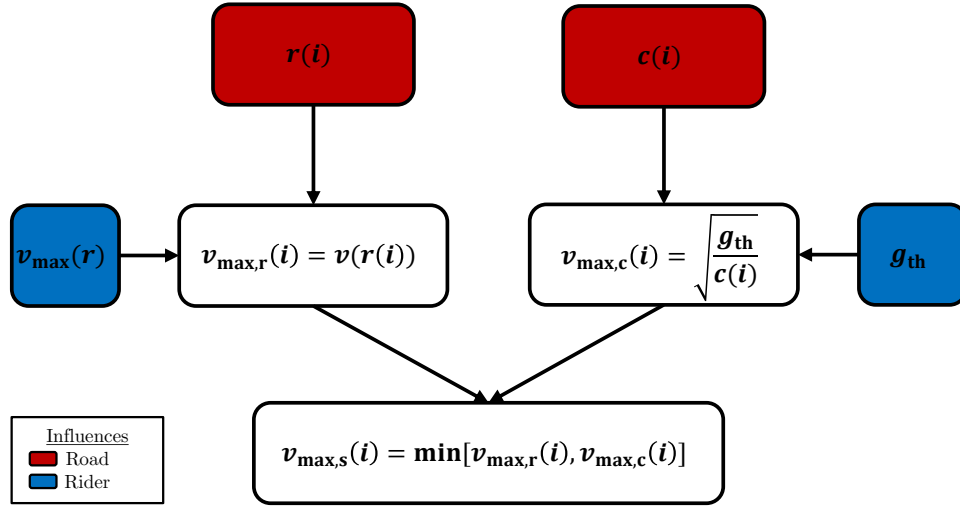 r(i)
c(i)
v_max(r)
v_max,r(i) = v(r(i))
v_max,c(i) = √(g_th/c(i))
g_th
v_max,s(i) = min[v_max,r(i), v_max,c(i)]
Influences
Road
Rider